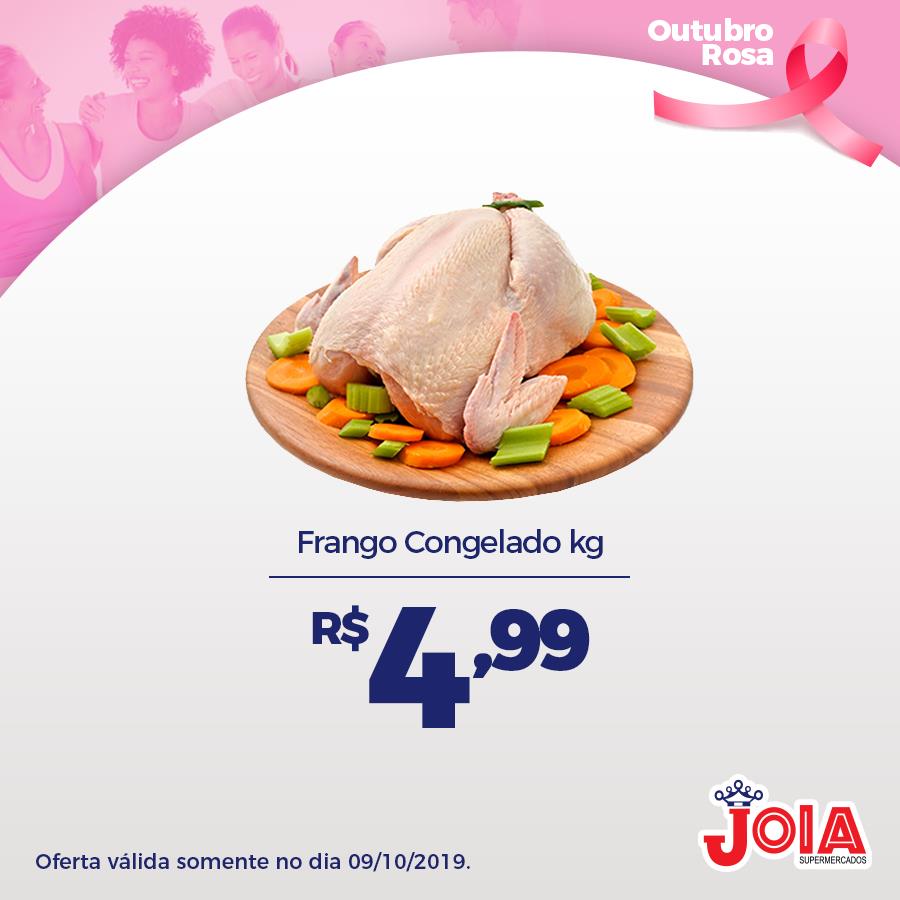 Outubro
Rosa
Frango Congelado kg
R$ 4,99
Oferta válida somente no dia 09/10/2019.
JOIA
SUPERMERCADOS